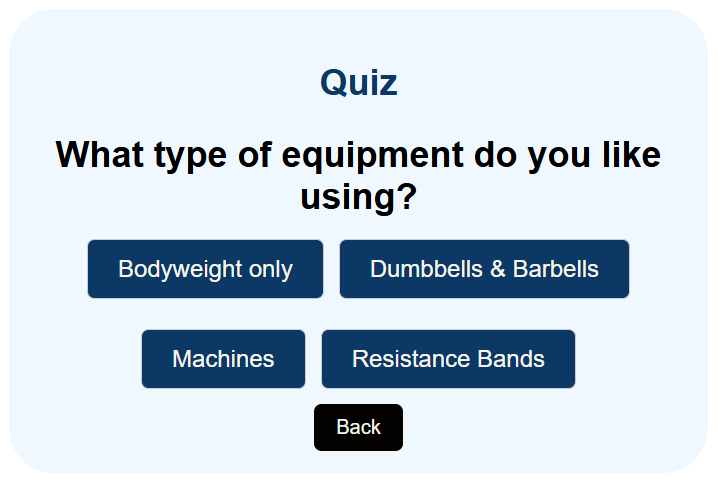 Quiz
What type of equipment do you like
using?
Bodyweight only
Dumbbells & Barbells
Machines
Resistance Bands
Back